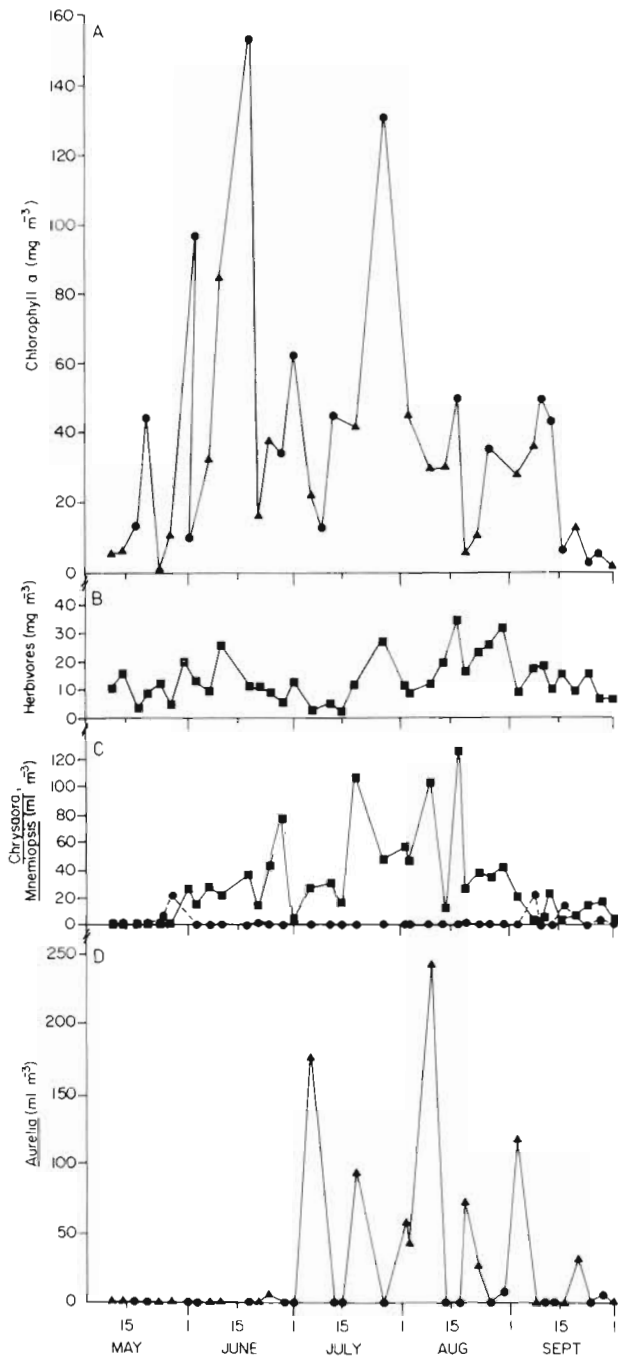 A
160
140
120
100
80
60
40
20
0
Chlorophyll a (mg m⁻³)
B
40
30
20
10
0
Herbivores (mg m⁻³)
C
120
100
80
60
40
20
0
Chrysaora,
Mnemiopsis (ml m⁻³)
D
250
200
150
100
50
0
Aurelia (ml m⁻³)
15 1 15 1 15 1 15 1 15 1
MAY JUNE JULY AUG SEPT